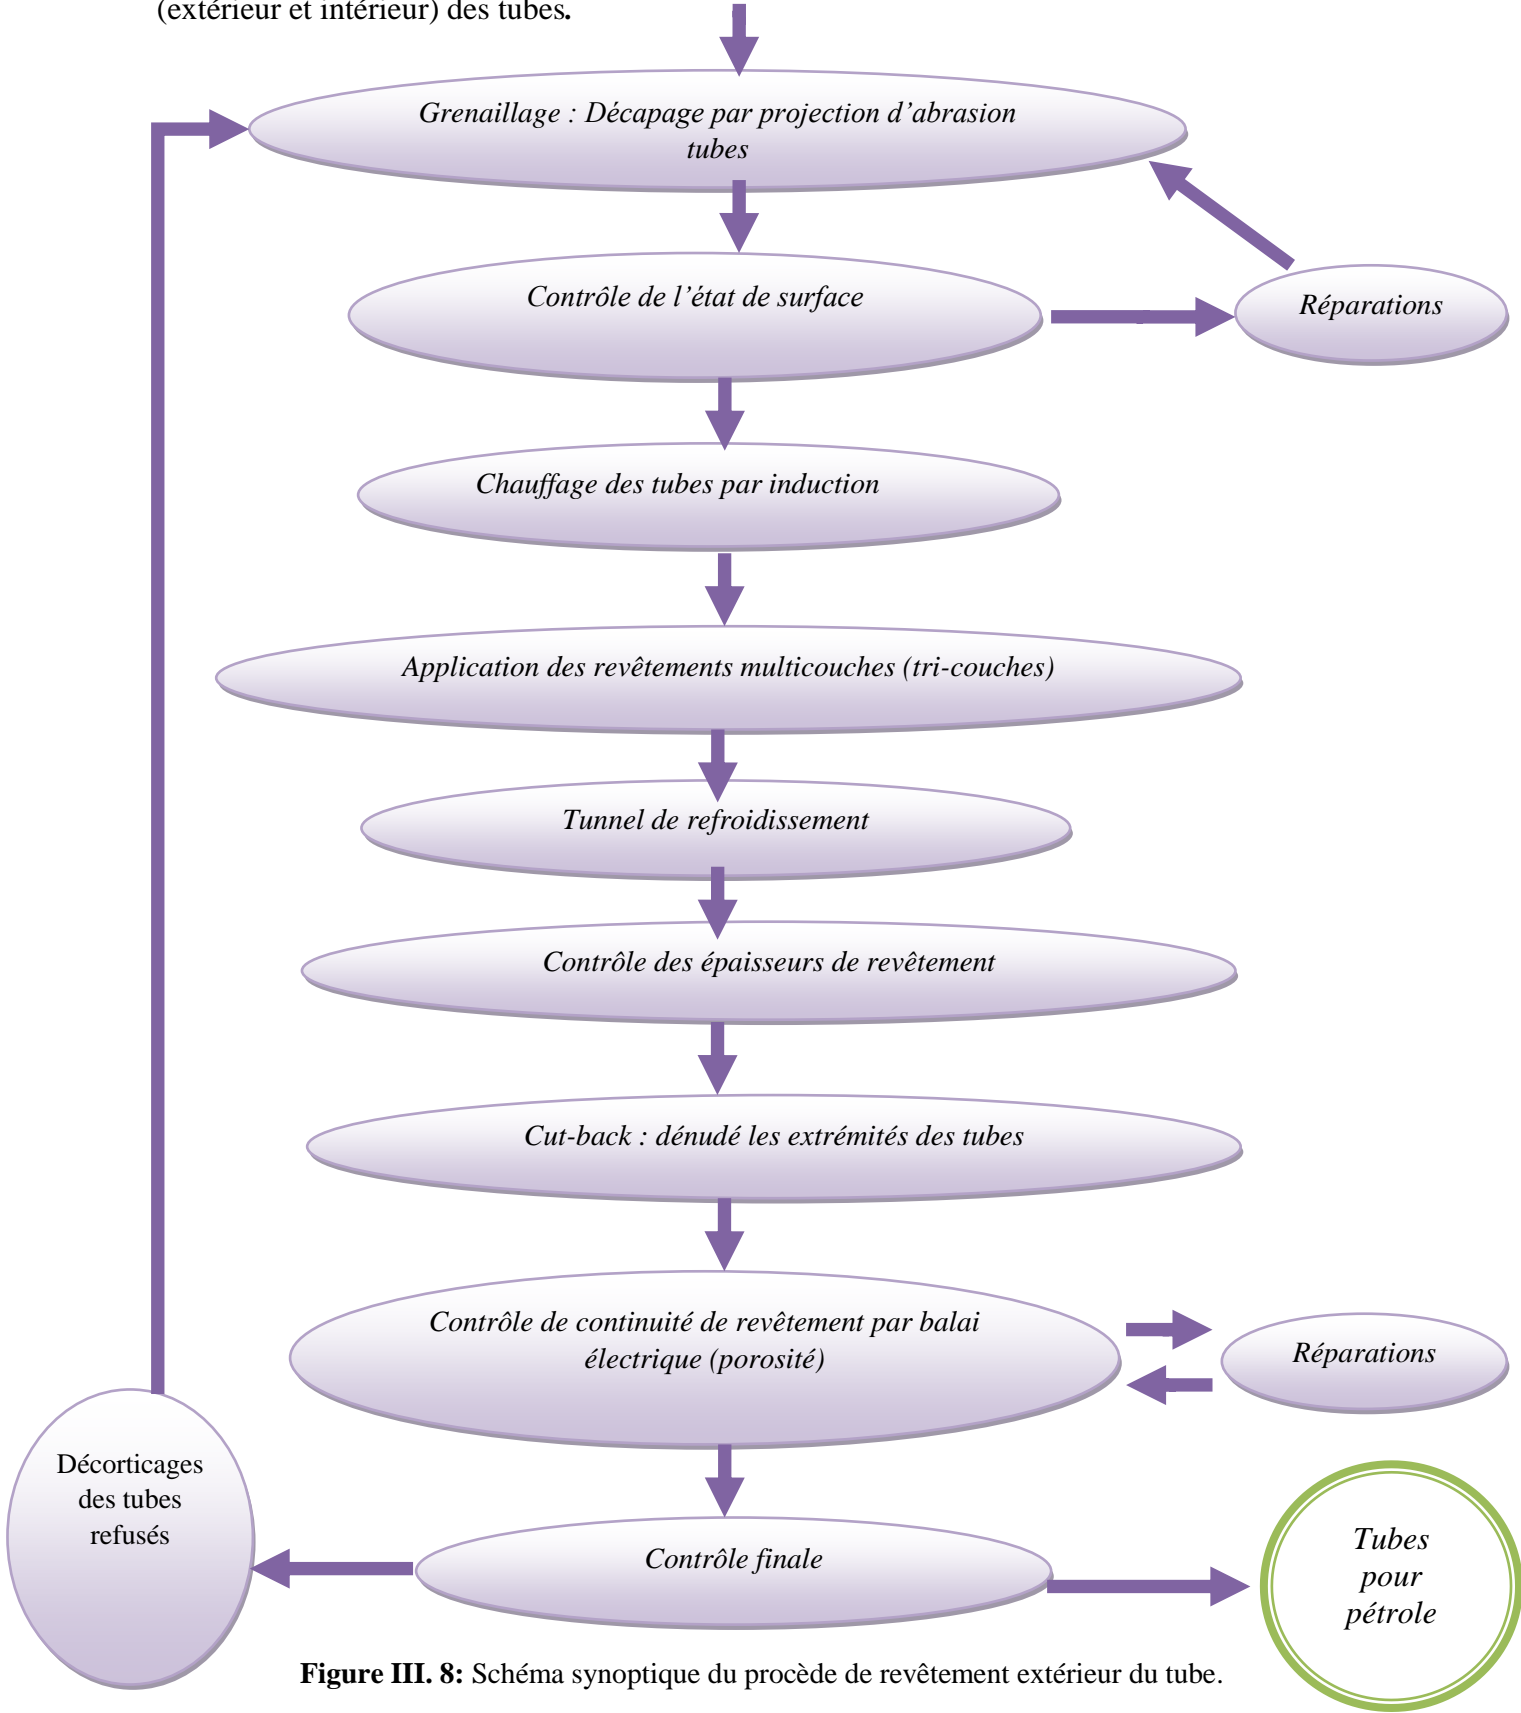 (extérieur et intérieur) des tubes.
Grenaillage : Décapage par projection d’abrasion
tubes
Contrôle de l’état de surface
Réparations
Chauffage des tubes par induction
Application des revêtements multicouches (tri-couches)
Tunnel de refroidissement
Contrôle des épaisseurs de revêtement
Cut-back : dénudé les extrémités des tubes
Contrôle de continuité de revêtement par balai
électrique (porosité)
Réparations
Décorticages
des tubes
refusés
Contrôle finale
Tubes
pour
pétrole
Figure III. 8: Schéma synoptique du procède de revêtement extérieur du tube.